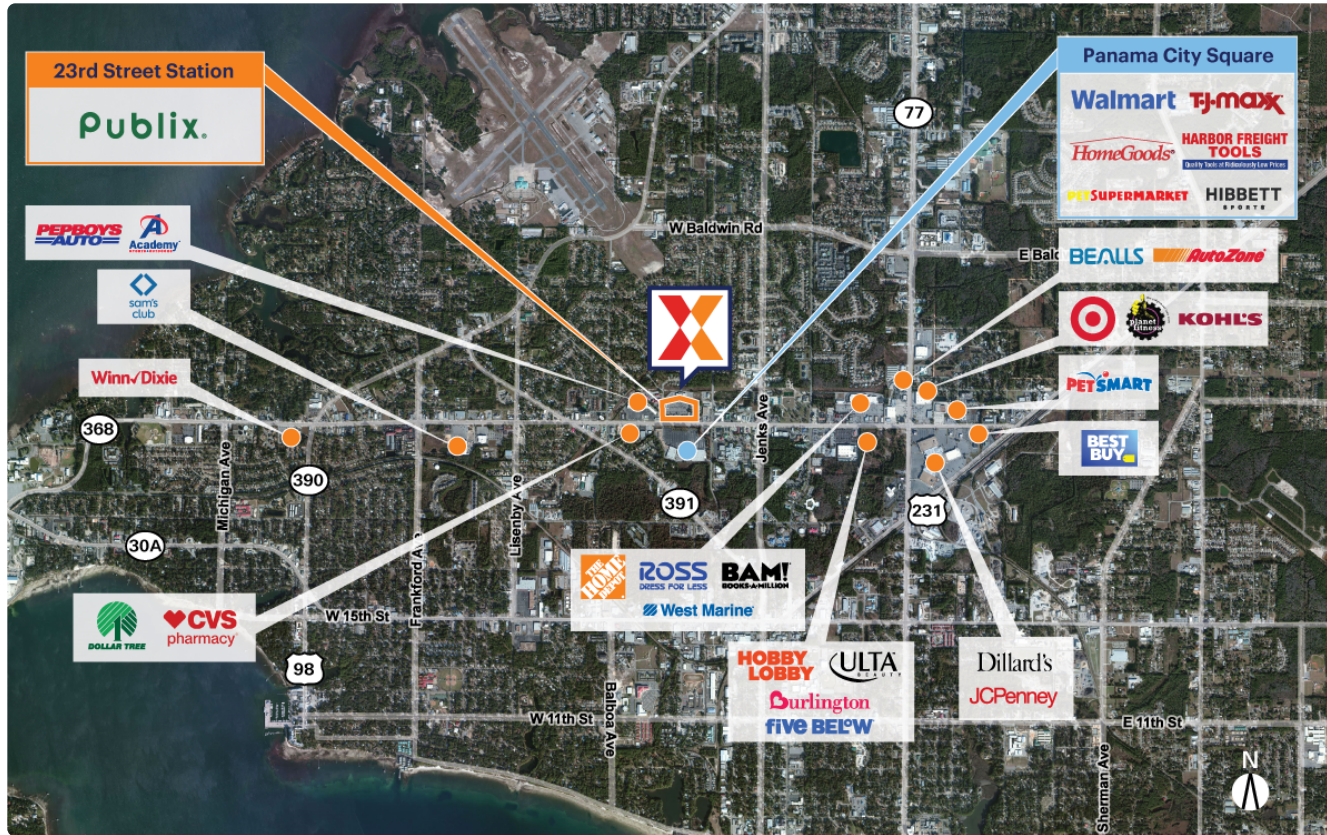 23rd Street Station
Publix.
Panama City Square
Walmart
T·J·maxx
HomeGoods®
HARBOR FREIGHT
TOOLS
Quality Tools at Ridiculously Low Prices
PETSUPERMARKET
HIBBETT
SPORTS
77
W Baldwin Rd
E Bald
PEPBOYS
AUTO
Academy
sam's
club
Winn Dixie
BEALLS
AutoZone
planet
fitness
KOHL'S
PETSMART
BEST
BUY
368
Michigan Ave
390
Frankford Ave
Lisenby Ave
391
Jenks Ave
231
30A
DOLLAR TREE
CVS
pharmacy
W 15th St
98
THE
HOME
DEPOT
ROSS
DRESS FOR LESS
BAM!
BOOKS-A-MILLION
West Marine
HOBBY
LOBBY
ULTA
BEAUTY
Burlington
five BELOW
Dillard's
JCPenney
Balboa Ave
W 11th St
E 11th St
Sherman Ave
N